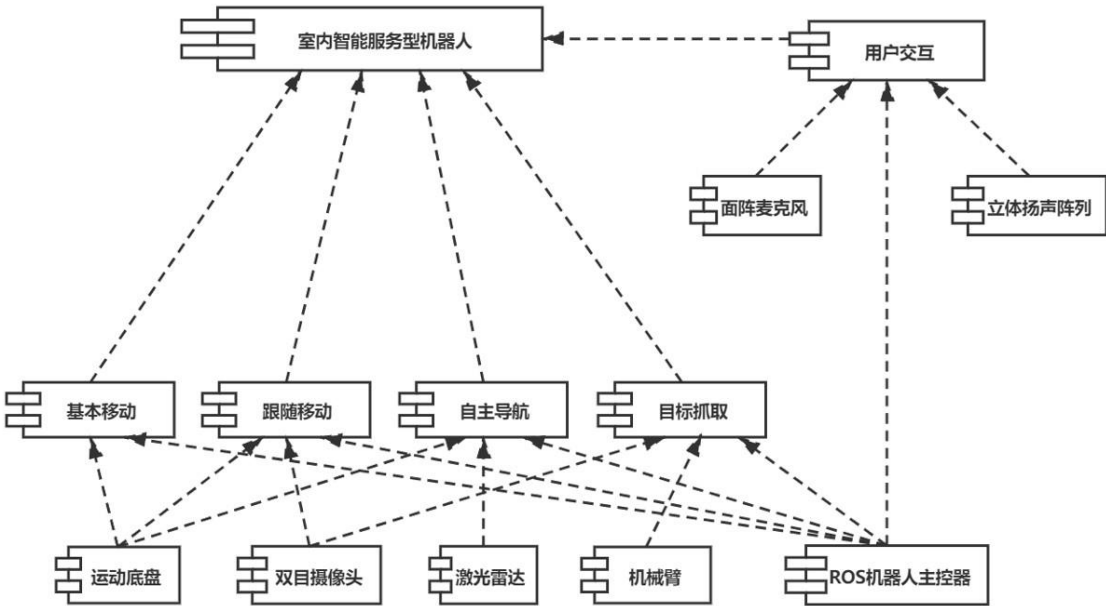 室内智能服务型机器人
用户交互
面阵麦克风
立体扬声阵列
基本移动
跟随移动
自主导航
目标抓取
运动底盘
双目摄像头
激光雷达
机械臂
ROS机器人主控器